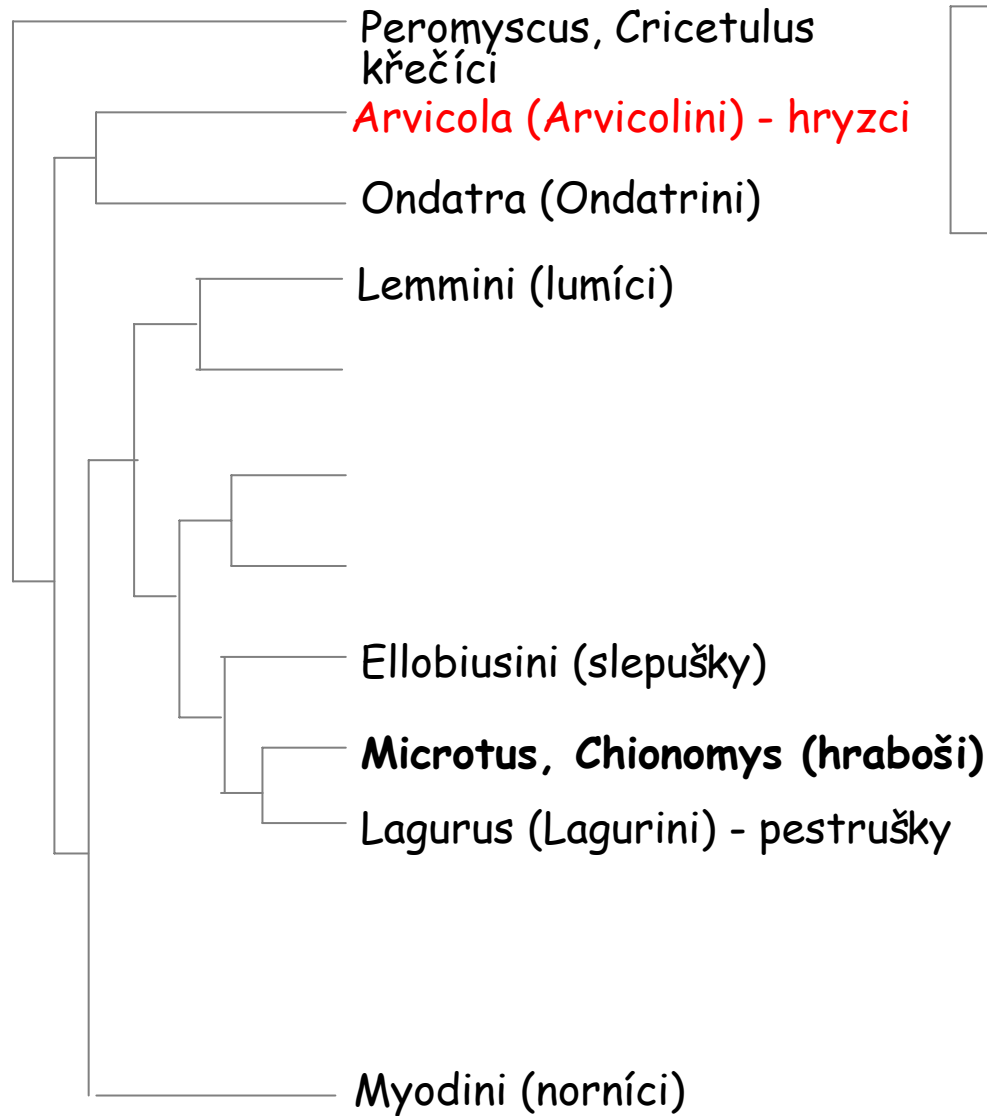 Peromyscus, Cricetulus
křečíci
Arvicola (Arvicolini) - hryzci
Ondatra (Ondatrini)
Lemmini (lumíci)
Ellobiusini (slepušky)
Microtus, Chionomys (hraboši)
Lagurus (Lagurini) - pestrušky
Myodini (norníci)